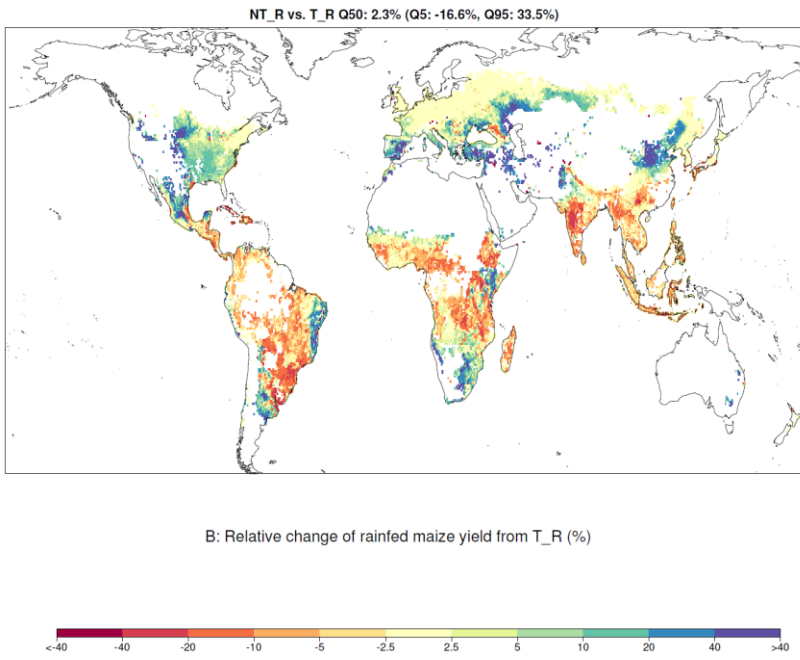 NT_R vs. T_R Q50: 2.3% (Q5: -16.6%, Q95: 33.5%)
B: Relative change of rainfed maize yield from T_R (%)
<-40 -40 -20 -10 -5 -2.5 2.5 5 10 20 40 >40